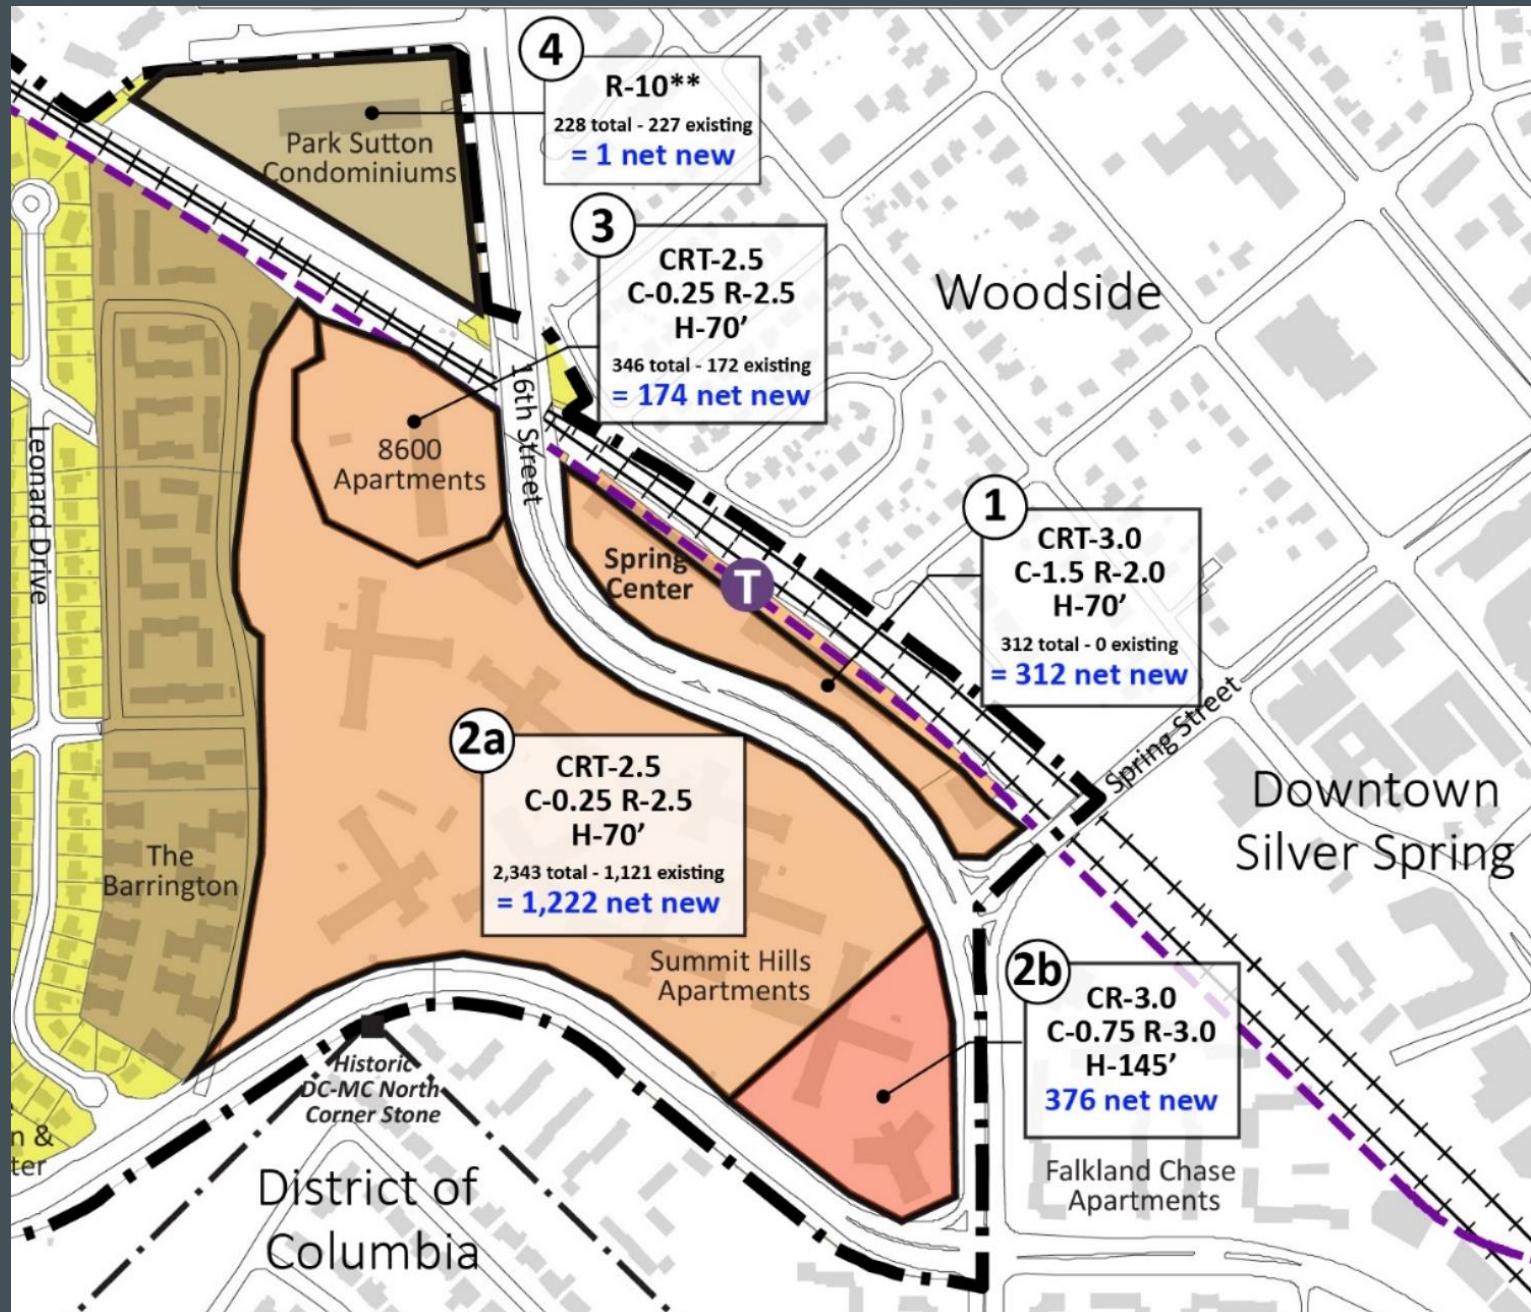 4
R-10**
228 total - 227 existing
= 1 net new
Park Sutton
Condominiums
3
CRT-2.5
C-0.25 R-2.5
H-70’
346 total - 172 existing
= 174 net new
Woodside
16th Street
8600
Apartments
Leonard Drive
1
CRT-3.0
C-1.5 R-2.0
H-70’
312 total - 0 existing
= 312 net new
Spring
Center
T
Spring Street
2a
CRT-2.5
C-0.25 R-2.5
H-70’
2,343 total - 1,121 existing
= 1,222 net new
Downtown
Silver Spring
The
Barrington
Summit Hills
Apartments
2b
CR-3.0
C-0.75 R-3.0
H-145’
376 net new
Historic
DC-MC North
Corner Stone
n &
ter
District of
Columbia
Falkland Chase
Apartments